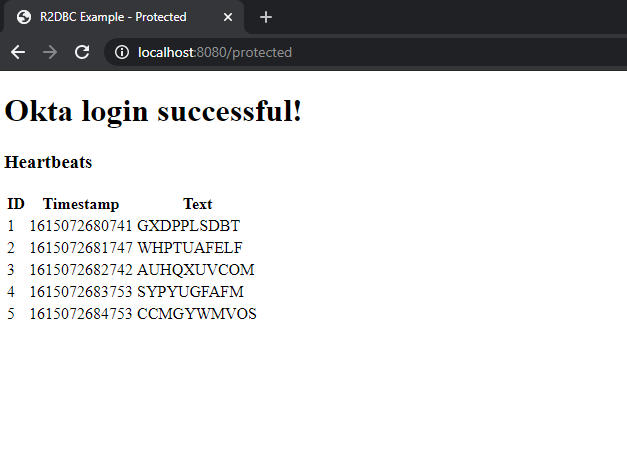 R2DBC Example - Protected
localhost:8080/protected
Okta login successful!
Heartbeats
ID Timestamp Text
1 1615072680741 GXDPPLSDBT
2 1615072681747 WHPTUAFELF
3 1615072682742 AUHQXUVCOM
4 1615072683753 SYPYUGFAFM
5 1615072684753 CCMGYWMVOS